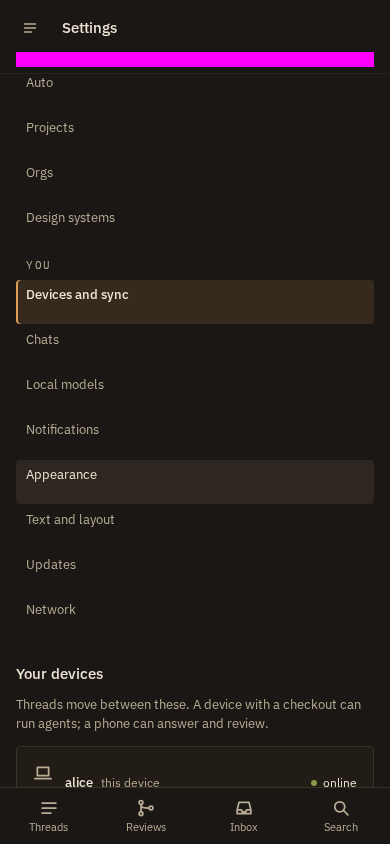 Settings
Auto
Projects
Orgs
Design systems
YOU
Devices and sync
Chats
Local models
Notifications
Appearance
Text and layout
Updates
Network
Your devices
Threads move between these. A device with a checkout can
run agents; a phone can answer and review.
alice this device online
Threads Reviews Inbox Search